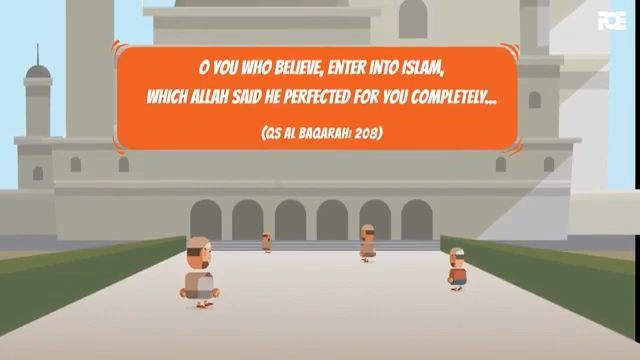 FOE
O YOU WHO BELIEVE, ENTER INTO ISLAM,
WHICH ALLAH SAID HE PERFECTED FOR YOU COMPLETELY...
(QS AL BAQARAH: 208)